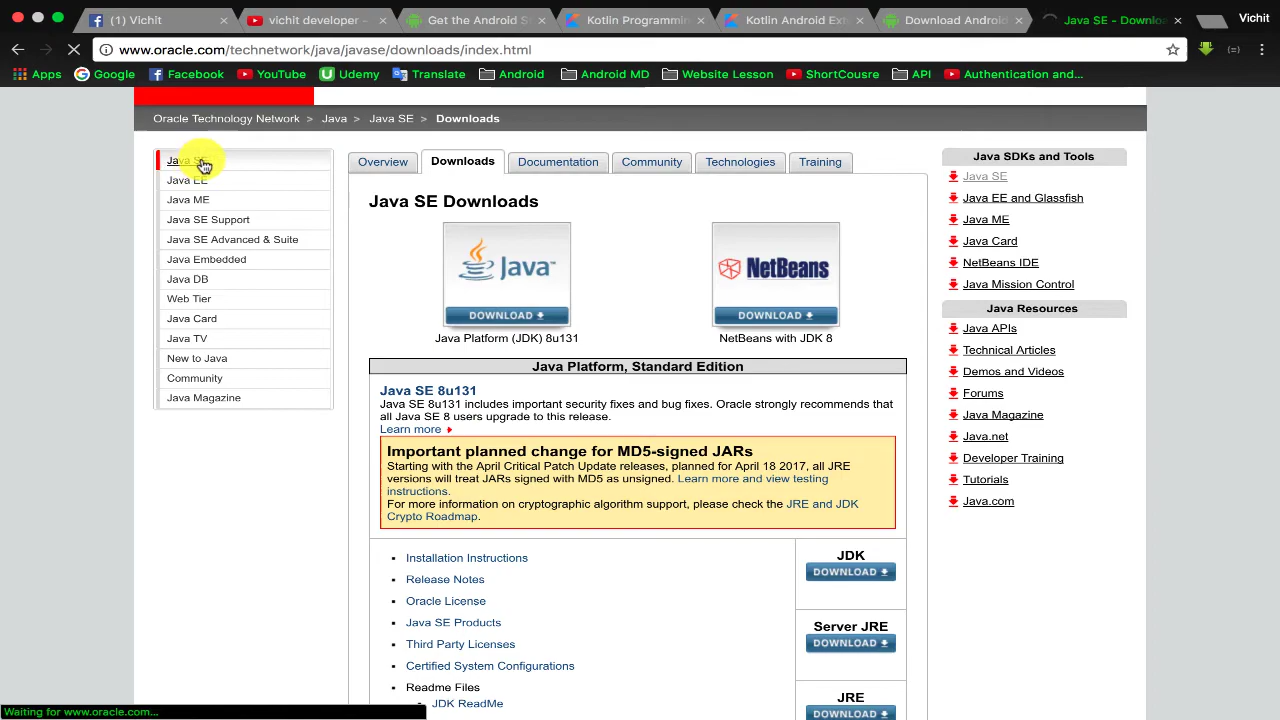 (1) Vichit
vichit developer -
Get the Android S
Kotlin Programmin
Kotlin Android Ext
Download Android
Java SE - Downlo
Vichit
www.oracle.com/technetwork/java/javase/downloads/index.html
Apps
Google
Facebook
YouTube
Udemy
Translate
Android
Android MD
Website Lesson
ShortCousre
API
Authentication and...
Oracle Technology Network > Java > Java SE > Downloads
Java SE
Java EE
Java ME
Java SE Support
Java SE Advanced & Suite
Java Embedded
Java DB
Web Tier
Java Card
Java TV
New to Java
Community
Java Magazine
Overview
Downloads
Documentation
Community
Technologies
Training
Java SE Downloads
Java™
DOWNLOAD
Java Platform (JDK) 8u131
NetBeans
DOWNLOAD
NetBeans with JDK 8
Java Platform, Standard Edition
Java SE 8u131
Java SE 8u131 includes important security fixes and bug fixes. Oracle strongly recommends that
all Java SE 8 users upgrade to this release.
Learn more
Important planned change for MD5-signed JARs
Starting with the April Critical Patch Update releases, planned for April 18 2017, all JRE
versions will treat JARs signed with MD5 as unsigned. Learn more and view testing
instructions.
For more information on cryptographic algorithm support, please check the JRE and JDK
Crypto Roadmap.
Installation Instructions
Release Notes
Oracle License
Java SE Products
Third Party Licenses
Certified System Configurations
Readme Files
JDK ReadMe
JDK
DOWNLOAD
Server JRE
DOWNLOAD
JRE
DOWNLOAD
Java SDKs and Tools
Java SE
Java EE and Glassfish
Java ME
Java Card
NetBeans IDE
Java Mission Control
Java Resources
Java APIs
Technical Articles
Demos and Videos
Forums
Java Magazine
Java.net
Developer Training
Tutorials
Java.com
Waiting for www.oracle.com...